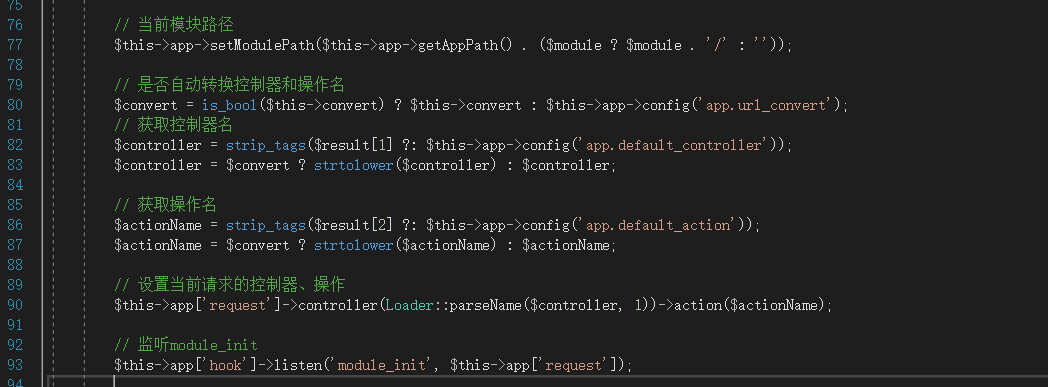 75
76 // 当前模块路径
77 $this->app->setModulePath($this->app->getAppPath() . ($module ? $module . '/' : ''));
78
79 // 是否自动转换控制器和操作名
80 $convert = is_bool($this->convert) ? $this->convert : $this->app->config('app.url_convert');
81 // 获取控制器名
82 $controller = strip_tags($result[1] ?: $this->app->config('app.default_controller'));
83 $controller = $convert ? strtolower($controller) : $controller;
84
85 // 获取操作名
86 $actionName = strip_tags($result[2] ?: $this->app->config('app.default_action'));
87 $actionName = $convert ? strtolower($actionName) : $actionName;
88
89 // 设置当前请求的控制器、操作
90 $this->app['request']->controller(Loader::parseName($controller, 1))->action($actionName);
91
92 // 监听module_init
93 $this->app['hook']->listen('module_init', $this->app['request']);
94